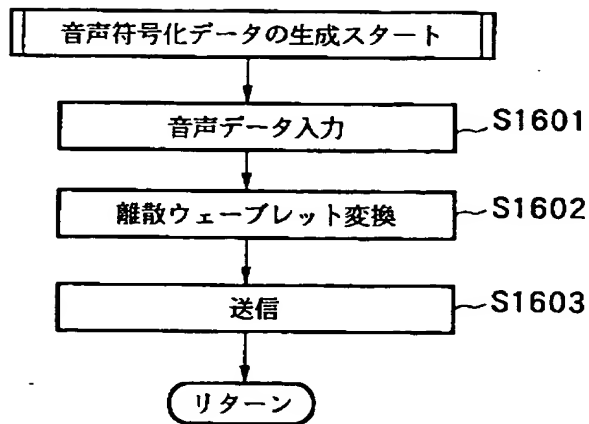 音声符号化データの生成スタート
音声データ入力
S1601
離散ウェーブレット変換
S1602
送信
S1603
リターン